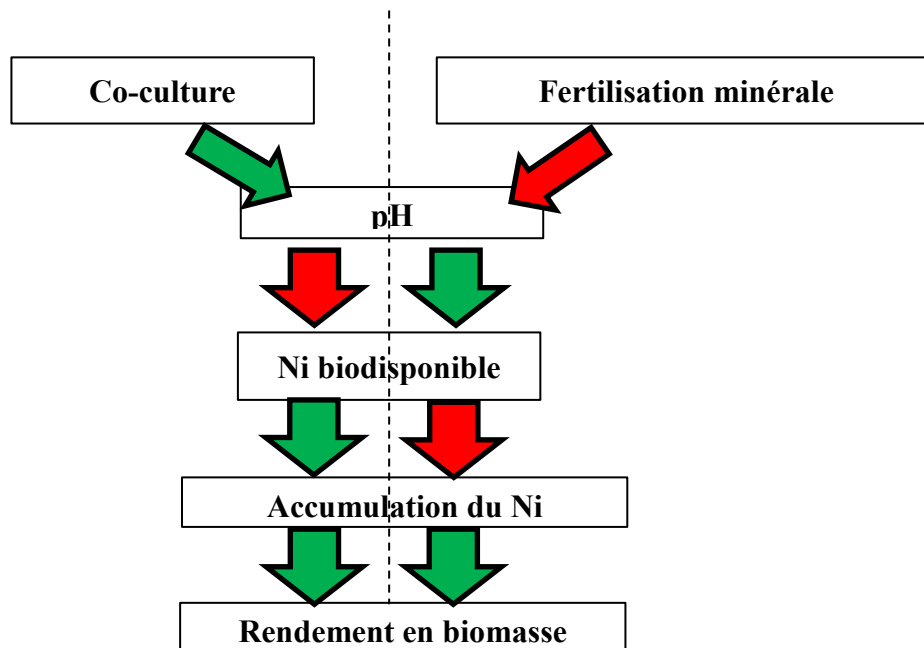 Co-culture
Fertilisation minérale
pH
Ni biodisponible
Accumulation du Ni
Rendement en biomasse